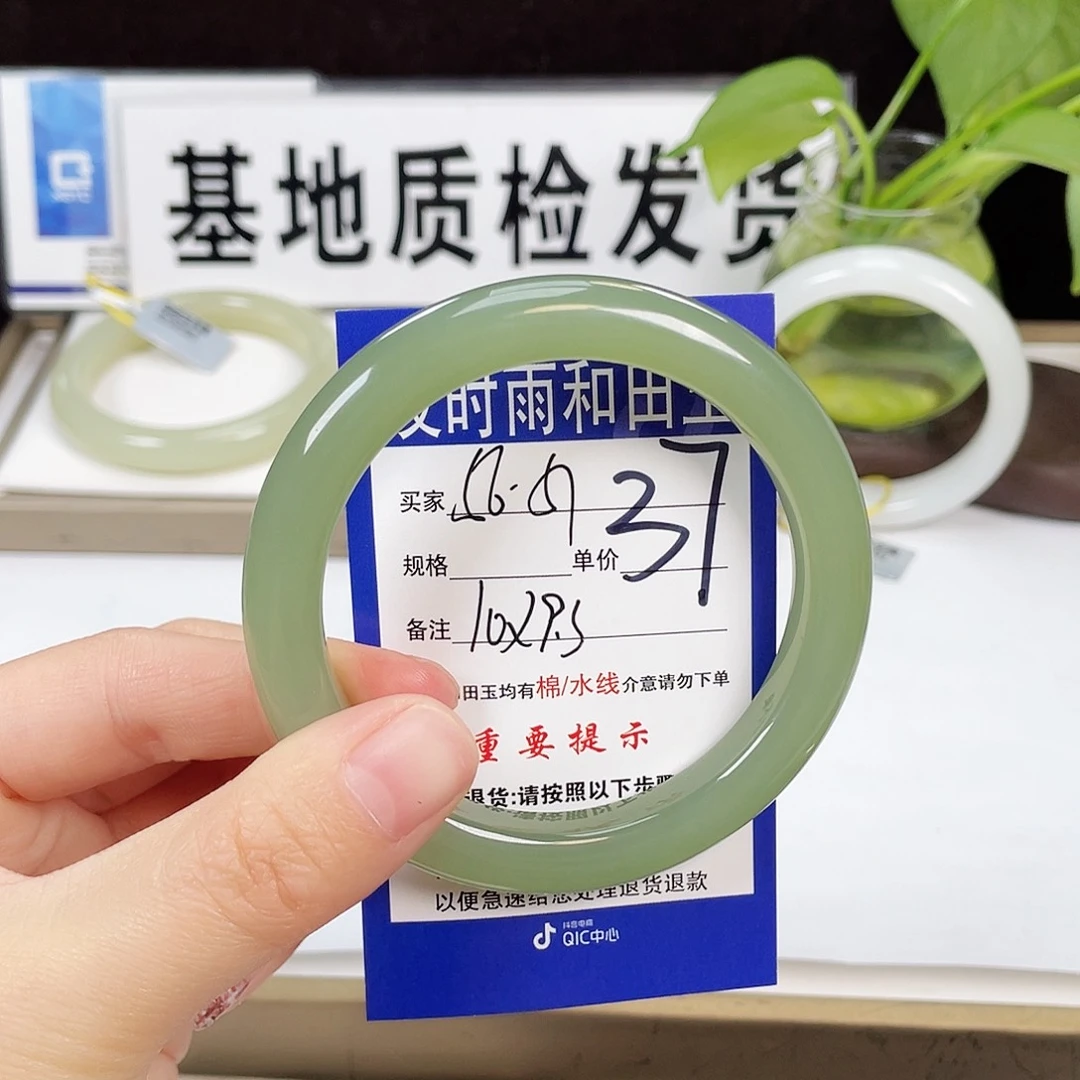 基地质检发货
时雨和田玉
买家 56-57
37
规格 单价
备注 10x9.5
田玉均有棉/水线介意请勿下单
重要提示
退货:请按照以下步骤
以便急速给您处理退货退款
抖音电商
QIC中心